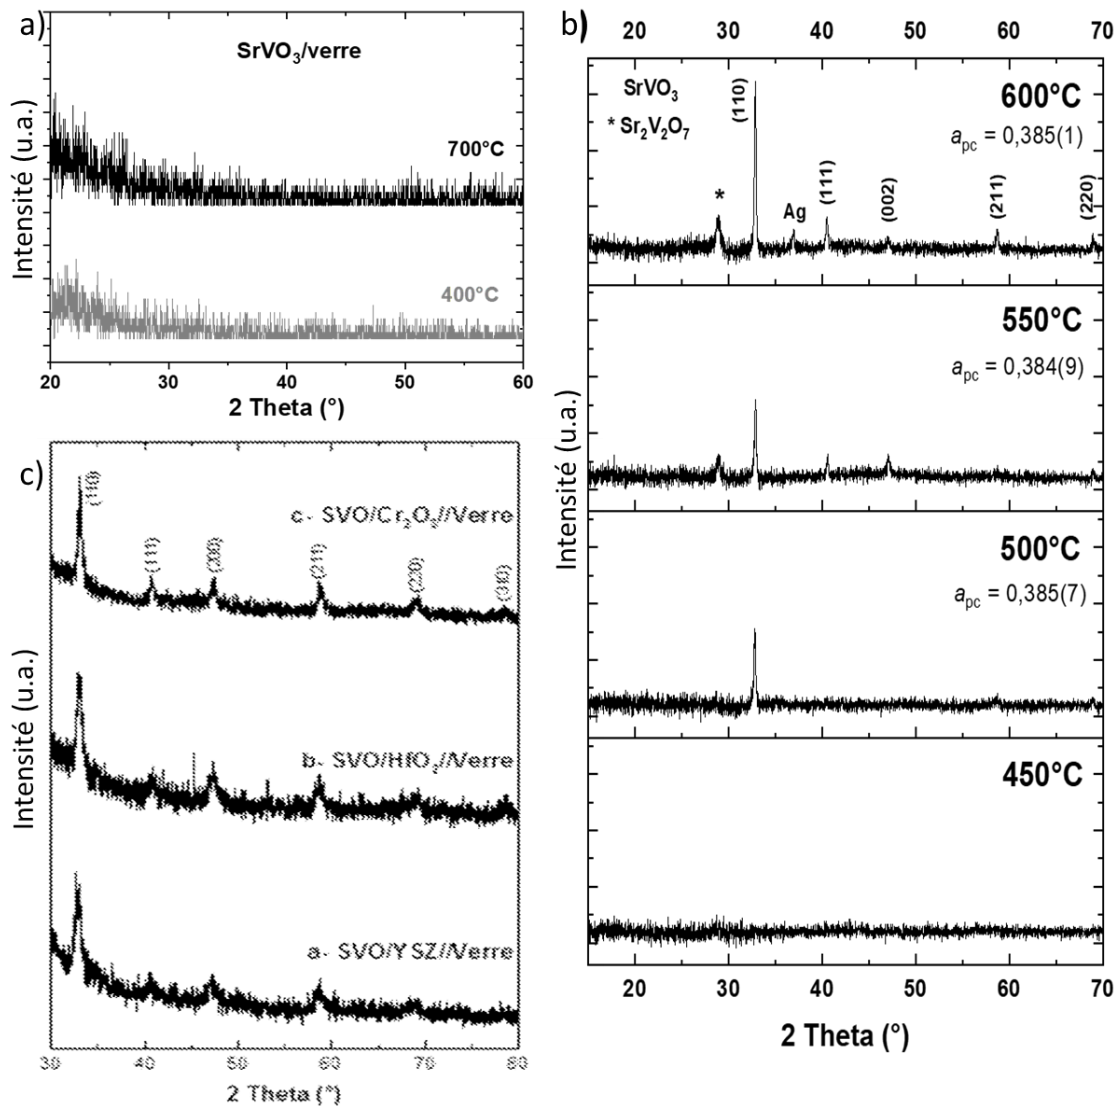 a)
SrVO3/verre
700°C
400°C
Intensité (u.a.)
20 30 40 50 60
2 Theta (°)
b)
20 30 40 50 60 70
SrVO3
* Sr2V2O7
(110)
600°C
apc = 0,385(1)
*
Ag
(111)
(002)
(211)
(220)
550°C
apc = 0,384(9)
500°C
apc = 0,385(7)
450°C
Intensité (u.a.)
20 30 40 50 60 70
2 Theta (°)
c)
(110)
c- SVO/Cr2O3//Verre
(111)
(200)
(211)
(220)
(310)
b- SVO/HfO2//Verre
a- SVO/YSZ//Verre
Intensité (u.a.)
30 40 50 60 70 80
2 Theta (°)